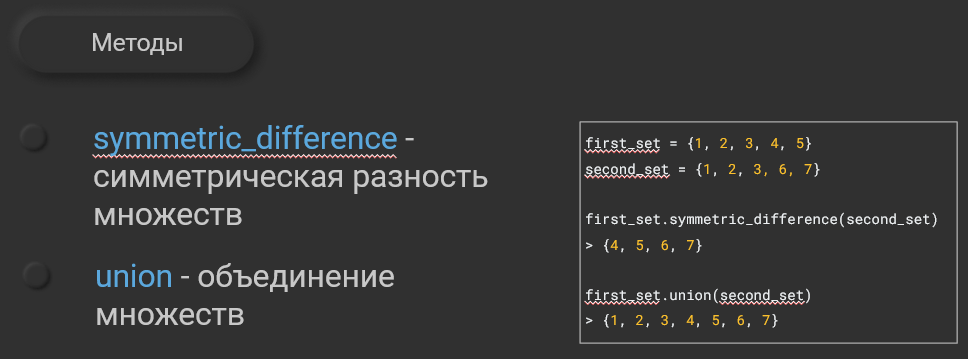 Методы
symmetric_difference -
симметрическая разность
множеств
union - объединение
множеств
first_set = {1, 2, 3, 4, 5}
second_set = {1, 2, 3, 6, 7}
first_set.symmetric_difference(second_set)
> {4, 5, 6, 7}
first_set.union(second_set)
> {1, 2, 3, 4, 5, 6, 7}